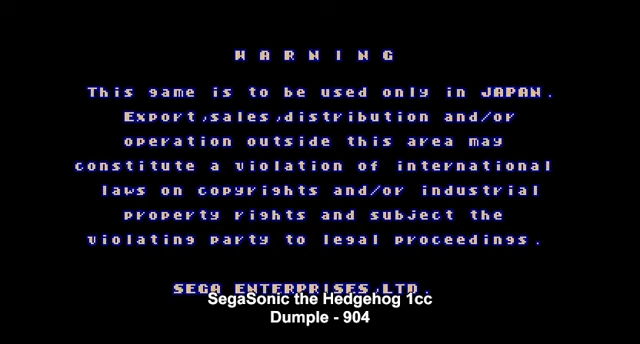 WARNING
This game is to be used only in JAPAN.
Export,sales,distribution and/or
operation outside this area may
constitute a violation of international
laws on copyrights and/or industrial
property rights and subject the
violating party to legal proceedings.
SEGA ENTERPRISES,LTD.
SegaSonic the Hedgehog 1cc
Dumple - 904